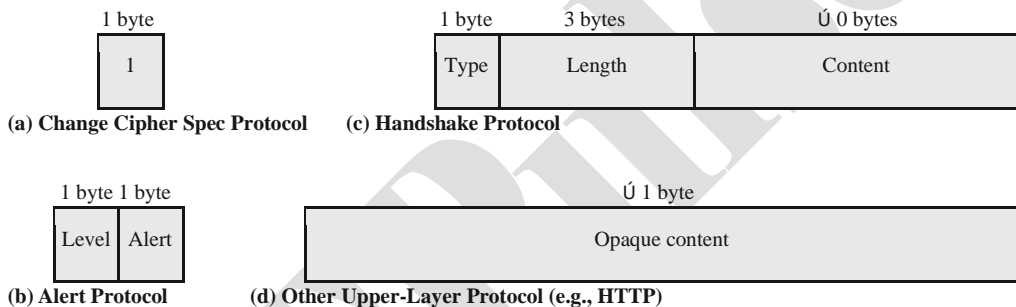 1 byte
1
(a) Change Cipher Spec Protocol
1 byte 3 bytes Ú 0 bytes
Type Length Content
(c) Handshake Protocol
1 byte 1 byte
Level Alert
(b) Alert Protocol
Ú 1 byte
Opaque content
(d) Other Upper-Layer Protocol (e.g., HTTP)